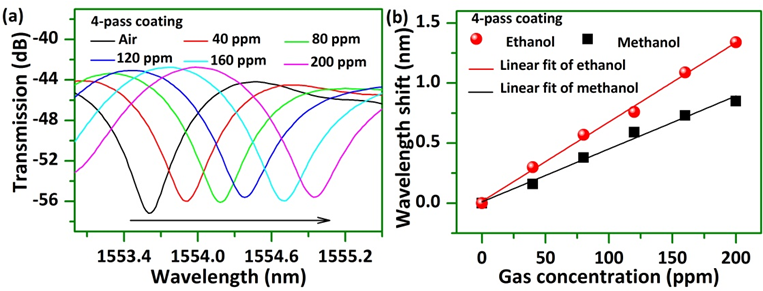 (a)
4-pass coating
Air 40 ppm 80 ppm
120 ppm 160 ppm 200 ppm
Transmission (dB)
-40
-44
-48
-52
-56
1553.4 1554.0 1554.6 1555.2
Wavelength (nm)
(b)
4-pass coating
Ethanol Methanol
Linear fit of ethanol
Linear fit of methanol
Wavelength shift (nm)
1.5
1.0
0.5
0.0
0 50 100 150 200
Gas concentration (ppm)